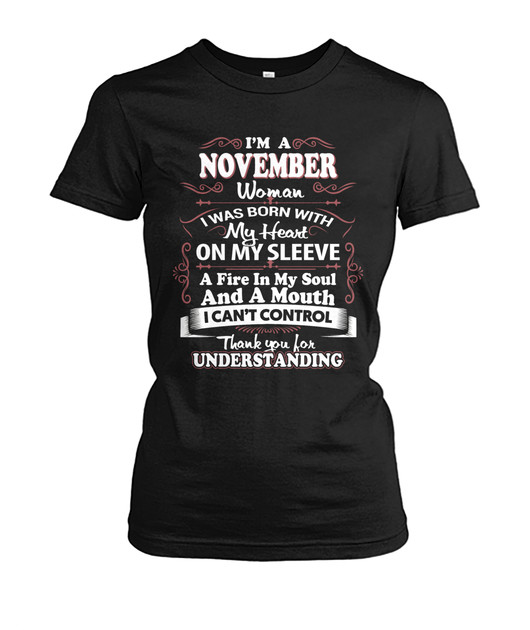 I'M A
NOVEMBER
Woman
I WAS BORN WITH
My Heart
ON MY SLEEVE
A Fire In My Soul
And A Mouth
I CAN'T CONTROL
Thank you for
UNDERSTANDING